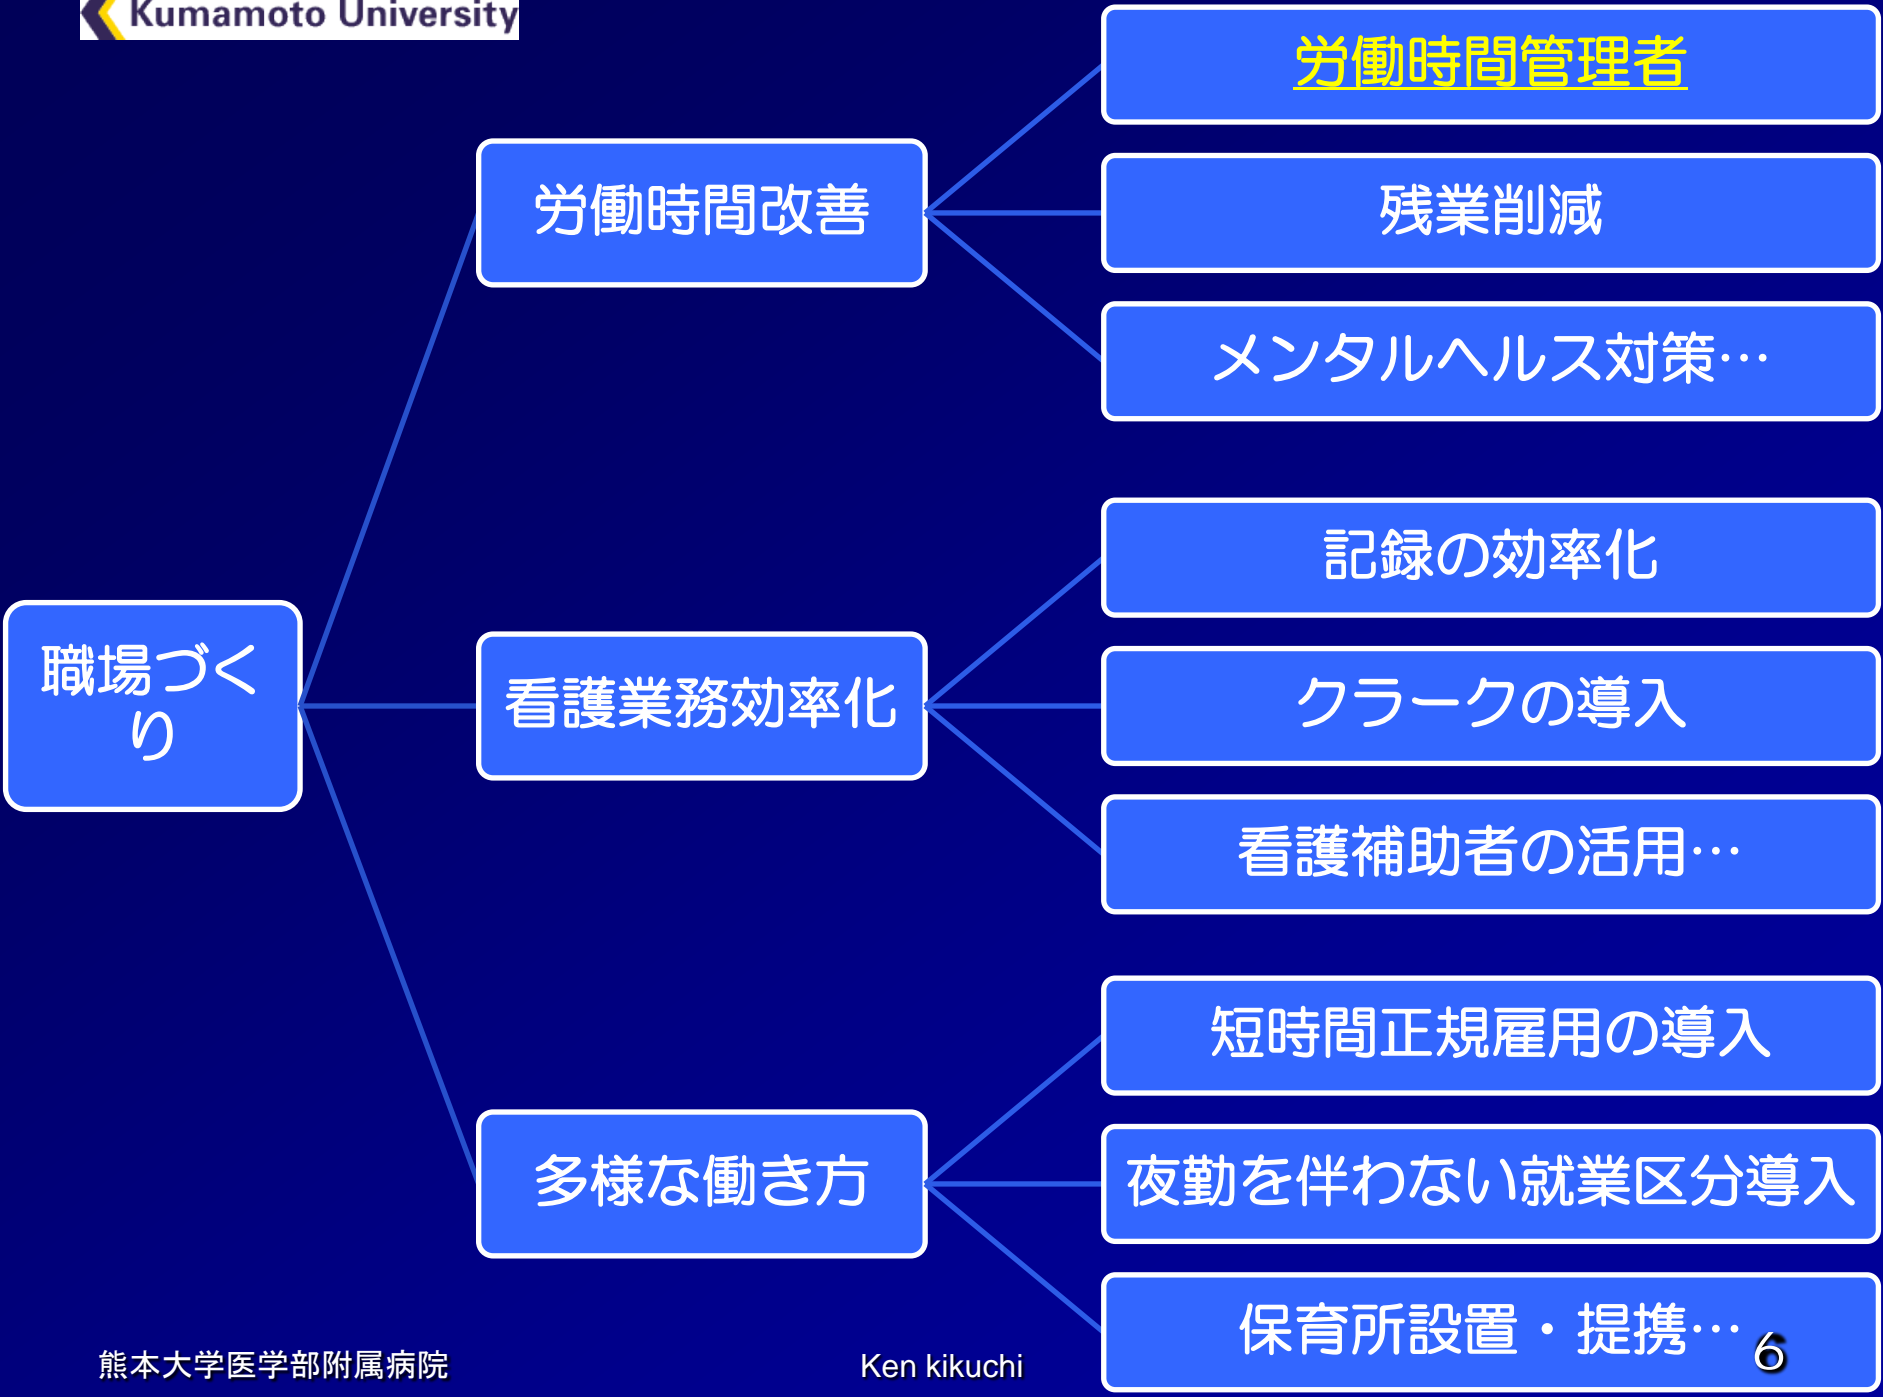 Kumamoto University
職場づく
り
労働時間改善
労働時間管理者
残業削減
メンタルヘルス対策…
看護業務効率化
記録の効率化
クラークの導入
看護補助者の活用…
多様な働き方
短時間正規雇用の導入
夜勤を伴わない就業区分導入
保育所設置・提携…
熊本大学医学部附属病院
Ken kikuchi
6